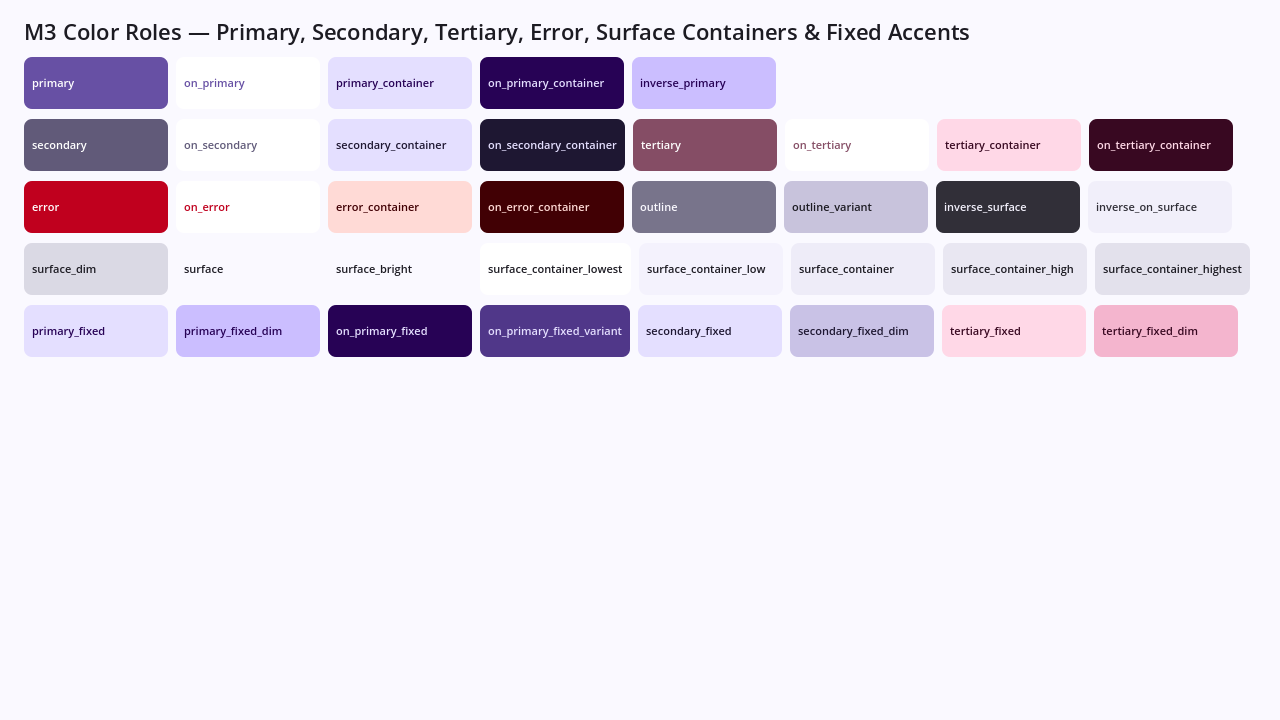 M3 Color Roles — Primary, Secondary, Tertiary, Error, Surface Containers & Fixed Accents
primary on_primary primary_container on_primary_container inverse_primary
secondary on_secondary secondary_container on_secondary_container tertiary on_tertiary tertiary_container on_tertiary_container
error on_error error_container on_error_container outline outline_variant inverse_surface inverse_on_surface
surface_dim surface surface_bright surface_container_lowest surface_container_low surface_container surface_container_high surface_container_highest
primary_fixed primary_fixed_dim on_primary_fixed on_primary_fixed_variant secondary_fixed secondary_fixed_dim tertiary_fixed tertiary_fixed_dim